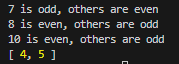 7 is odd, others are even
8 is even, others are odd
10 is even, others are odd
[ 4, 5 ]